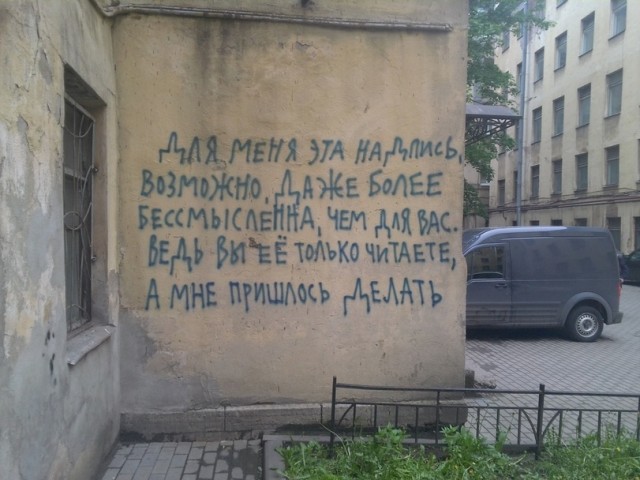 ДЛЯ МЕНЯ ЭТА НАДПИСЬ,
ВОЗМОЖНО, ДАЖЕ БОЛЕЕ
БЕССМЫСЛЕННА, ЧЕМ ДЛЯ ВАС.
ВЕДЬ ВЫ ЕЁ ТОЛЬКО ЧИТАЕТЕ,
А МНЕ ПРИШЛОСЬ ДЕЛАТЬ